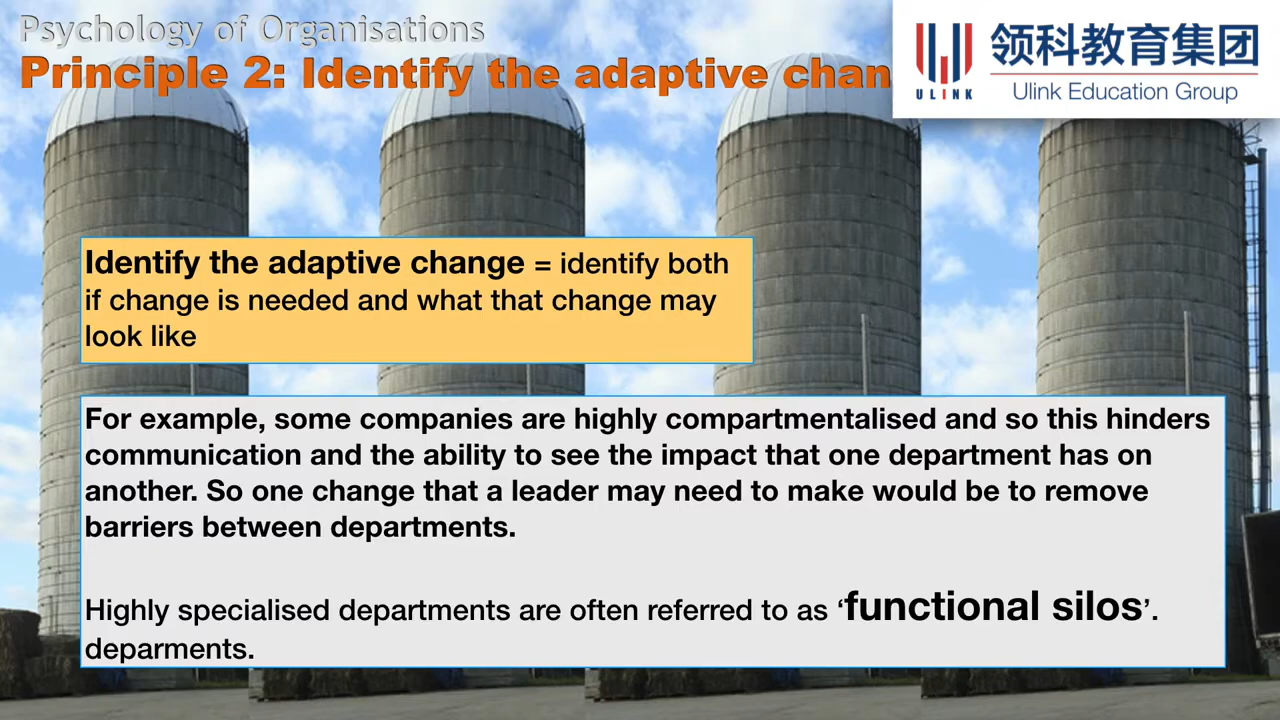 Psychology of Organisations
Principle 2: Identify the adaptive chan
ULINK
领科教育集团
Ulink Education Group
Identify the adaptive change = identify both
if change is needed and what that change may
look like
For example, some companies are highly compartmentalised and so this hinders
communication and the ability to see the impact that one department has on
another. So one change that a leader may need to make would be to remove
barriers between departments.
Highly specialised departments are often referred to as ‘functional silos’.
deparments.